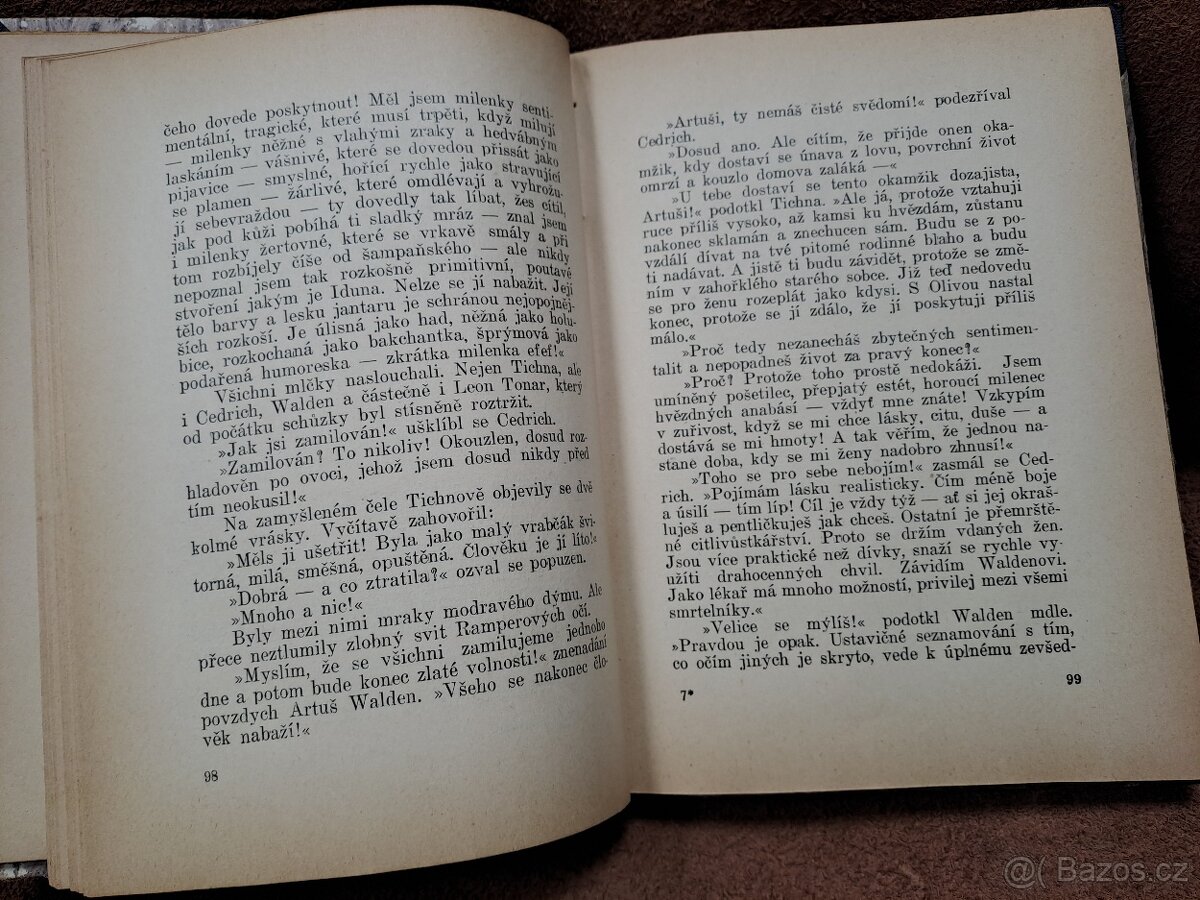 čeho dovede poskytnout! Měl jsem milenky senti-
mentální, tragické, které musí trpěti, když milují
— milenky něžné s vlahými zraky a hedvábným
laskáním — vášnivé, které se dovedou přissát jako
pijavice — smyslné, hořící rychle jako stravující
se plamen — žárlivé, které omdlévají a vyhrožu-
jí sebevraždou — ty dovedly tak líbat, žes cítil,
jak pod kůži pobíhá ti sladký mráz — znal jsem
i milenky žertovné, které se vrkavě smály a při
tom rozbíjely číše od šampaňského — ale nikdy
nepoznal jsem tak rozkošně primitivní, poutavé
stvoření jakým je Iduna. Nelze se jí nabažit. Její
tělo barvy a lesku jantaru je schránou nejopojněj-
ších rozkoší. Je úlisná jako had, něžná jako holu-
bice, rozkochaná jako bakchantka, šprýmová jako
podařená humoreska — zkrátka milenka efef!«
Všichni mlčky naslouchali. Nejen Tichna, ale
i Cedrich, Walden a částečně i Leon Tonar, který
od počátku schůzky byl stísněně roztržit.
»Jak jsi zamilován!« ušklíbl se Cedrich.
»Zamilován? To nikoliv! Okouzlen, dosud roz-
hladověn po ovoci, jehož jsem dosud nikdy před
tím neokusil!«
Na zamyšleném čele Tichnově objevily se dvě
kolmé vrásky. Vyčítavě zahovořil:
»Měls ji ušetřit! Byla jako malý vrabčák švi-
torná, milá, směšná, opuštěná. Člověku je jí líto!«
»Dobrá — a co ztratila?« ozval se popuzen.
»Mnoho a nic!«
Byly mezi nimi mraky modravého dýmu. Ale
přece neztlumily zlobný svit Ramperových očí.
»Myslím, že se všichni zamilujeme jednoho
dne a potom bude konec zlaté volnosti!« znenadání
povzdych Artuš Walden. »Všeho se nakonec člo-
věk nabaží!«
98
»Artuši, ty nemáš čisté svědomí!« podezříval
Cedrich.
»Dosud ano. Ale cítím, že přijde onen oka-
mžik, kdy dostaví se únava z lovu, povrchní život
omrzí a kouzlo domova zaláká —«
»U tebe dostaví se tento okamžik dozajista,
Artuši!« podotkl Tichna. »Ale já, protože vztahuji
ruce příliš vysoko, až kamsi ku hvězdám, zůstanu
nakonec sklamán a znechucen sám. Budu se z po-
vzdálí dívat na tvé pitomé rodinné blaho a budu
ti nadávat. A jistě ti budu závidět, protože se změ-
ním v zahořklého starého sobce. Již teď nedovedu
se pro ženu rozeplát jako kdysi. S Olivou nastal
konec, protože se jí zdálo, že jí poskytuji příliš
málo.«
»Proč tedy nezanecháš zbytečných sentimen-
talit a nepopadneš život za pravý konec?«
»Proč? Protože toho prostě nedokáži. Jsem
umíněný pošetilec, přepjatý estét, horoucí milenec
hvězdných anabásí — vždyť mne znáte! Vzkypím
v zuřivost, když se mi chce lásky, citu, duše — a
dostává se mi hmoty! A tak věřím, že jednou na-
stane doba, kdy se mi ženy nadobro zhnusí!«
»Toho se pro sebe nebojím!« zasmál se Ced-
rich. »Pojímám lásku realisticky. Čím méně boje
a úsilí — tím líp! Cíl je vždy týž — ať si jej okraš-
luješ a pentličkuješ jak chceš. Ostatní je přemrště-
né citlivůstkářství. Proto se držím vdaných žen.
Jsou více praktické než dívky, snaží se rychle vy-
užíti drahocenných chvil. Závidím Waldenovi.
Jako lékař má mnoho možností, privilej mezi všemi
smrtelníky.«
»Velice se mýlíš!« podotkl Walden mdle.
»Pravdou je opak. Ustavičné seznamování s tím,
co očím jiných je skryto, vede k úplnému zevšed-
7*
99
@( Bazos.cz